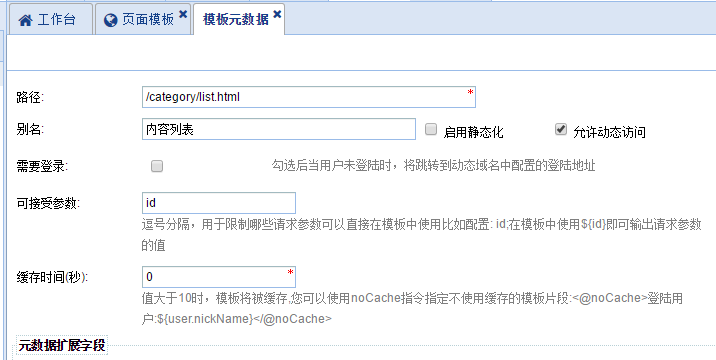 工作台 页面模板 模板元数据
路径: /category/list.html *
别名: 内容列表 启用静态化 允许动态访问
需要登录: 勾选后当用户未登陆时，将跳转到动态域名中配置的登陆地址
可接受参数: id
逗号分隔，用于限制哪些请求参数可以直接在模板中使用比如配置: id;在模板中使用${id}即可输出请求参数
的值
缓存时间(秒): 0 *
值大于10时，模板将被缓存,您可以使用noCache指令指定不使用缓存的模板片段:<@noCache>登陆用
户:${user.nickName}</@noCache>
元数据扩展字段